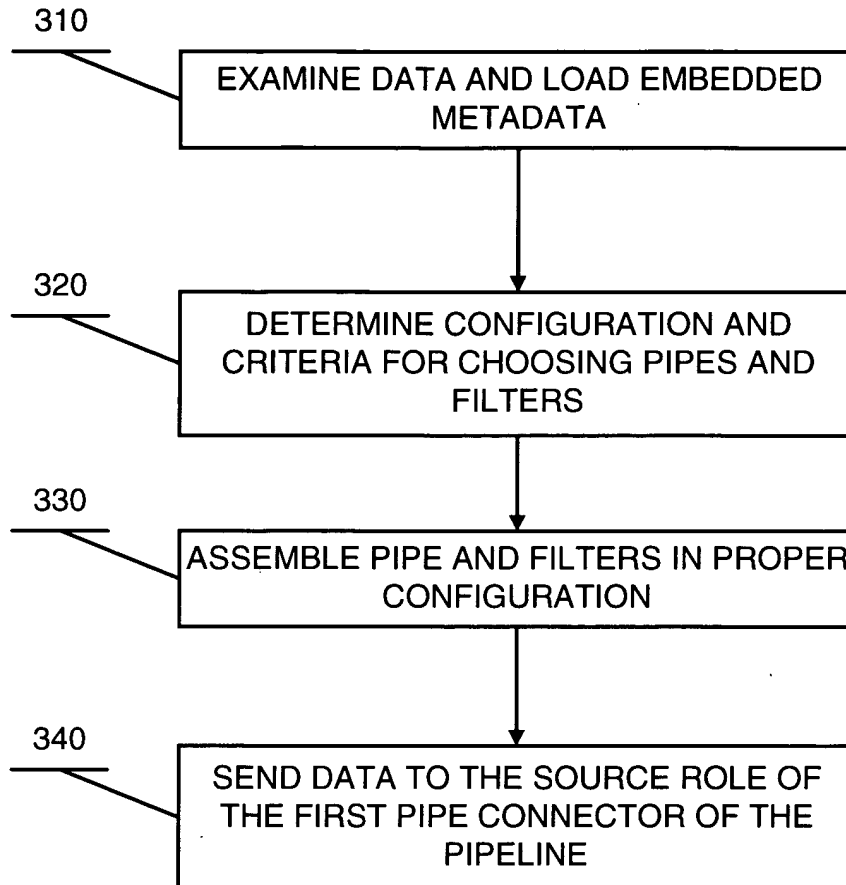 310
EXAMINE DATA AND LOAD EMBEDDED
METADATA
320
DETERMINE CONFIGURATION AND
CRITERIA FOR CHOOSING PIPES AND
FILTERS
330
ASSEMBLE PIPE AND FILTERS IN PROPER
CONFIGURATION
340
SEND DATA TO THE SOURCE ROLE OF
THE FIRST PIPE CONNECTOR OF THE
PIPELINE